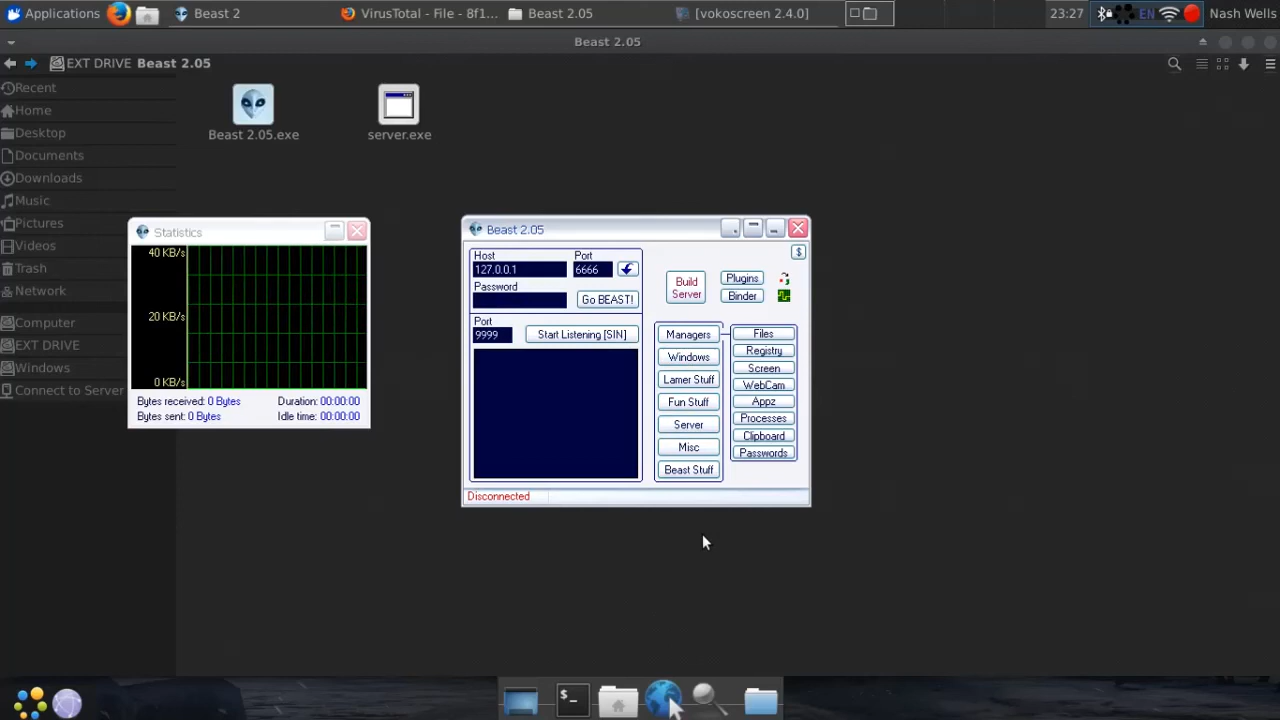 Applications
Beast 2
VirusTotal - File - 8f1...
Beast 2.05
[vokoscreen 2.4.0]
23:27
EN
Nash Wells
Beast 2.05
EXT DRIVE
Beast 2.05
Recent
Home
Desktop
Documents
Downloads
Music
Pictures
Videos
Trash
Network
Computer
EXT DRIVE
Windows
Connect to Server
Beast 2.05.exe
server.exe
Statistics
40 KB/s
20 KB/s
0 KB/s
Bytes received: 0 Bytes
Duration: 00:00:00
Bytes sent: 0 Bytes
Idle time: 00:00:00
Beast 2.05
$
Host
Port
127.0.0.1
6666
Password
Go BEAST!
Port
9999
Start Listening [SIN]
Build
Server
Plugins
Binder
Managers
Windows
Lamer Stuff
Fun Stuff
Server
Misc
Beast Stuff
Files
Registry
Screen
WebCam
Appz
Processes
Clipboard
Passwords
Disconnected
$_